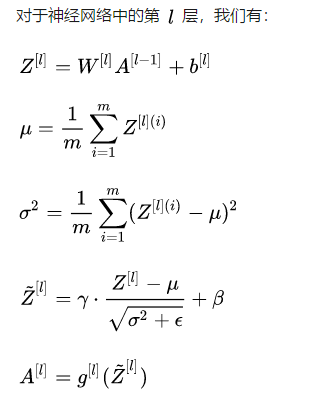 对于神经网络中的第 l 层，我们有：
Z^{[l]} = W^{[l]}A^{[l-1]} + b^{[l]}
μ = \frac{1}{m} \sum_{i=1}^{m} Z^{[l](i)}
σ^2 = \frac{1}{m} \sum_{i=1}^{m} (Z^{[l](i)} - μ)^2
\tilde{Z}^{[l]} = γ · \frac{Z^{[l]} - μ}{\sqrt{σ^2 + ϵ}} + β
A^{[l]} = g^{[l]}(\tilde{Z}^{[l]})